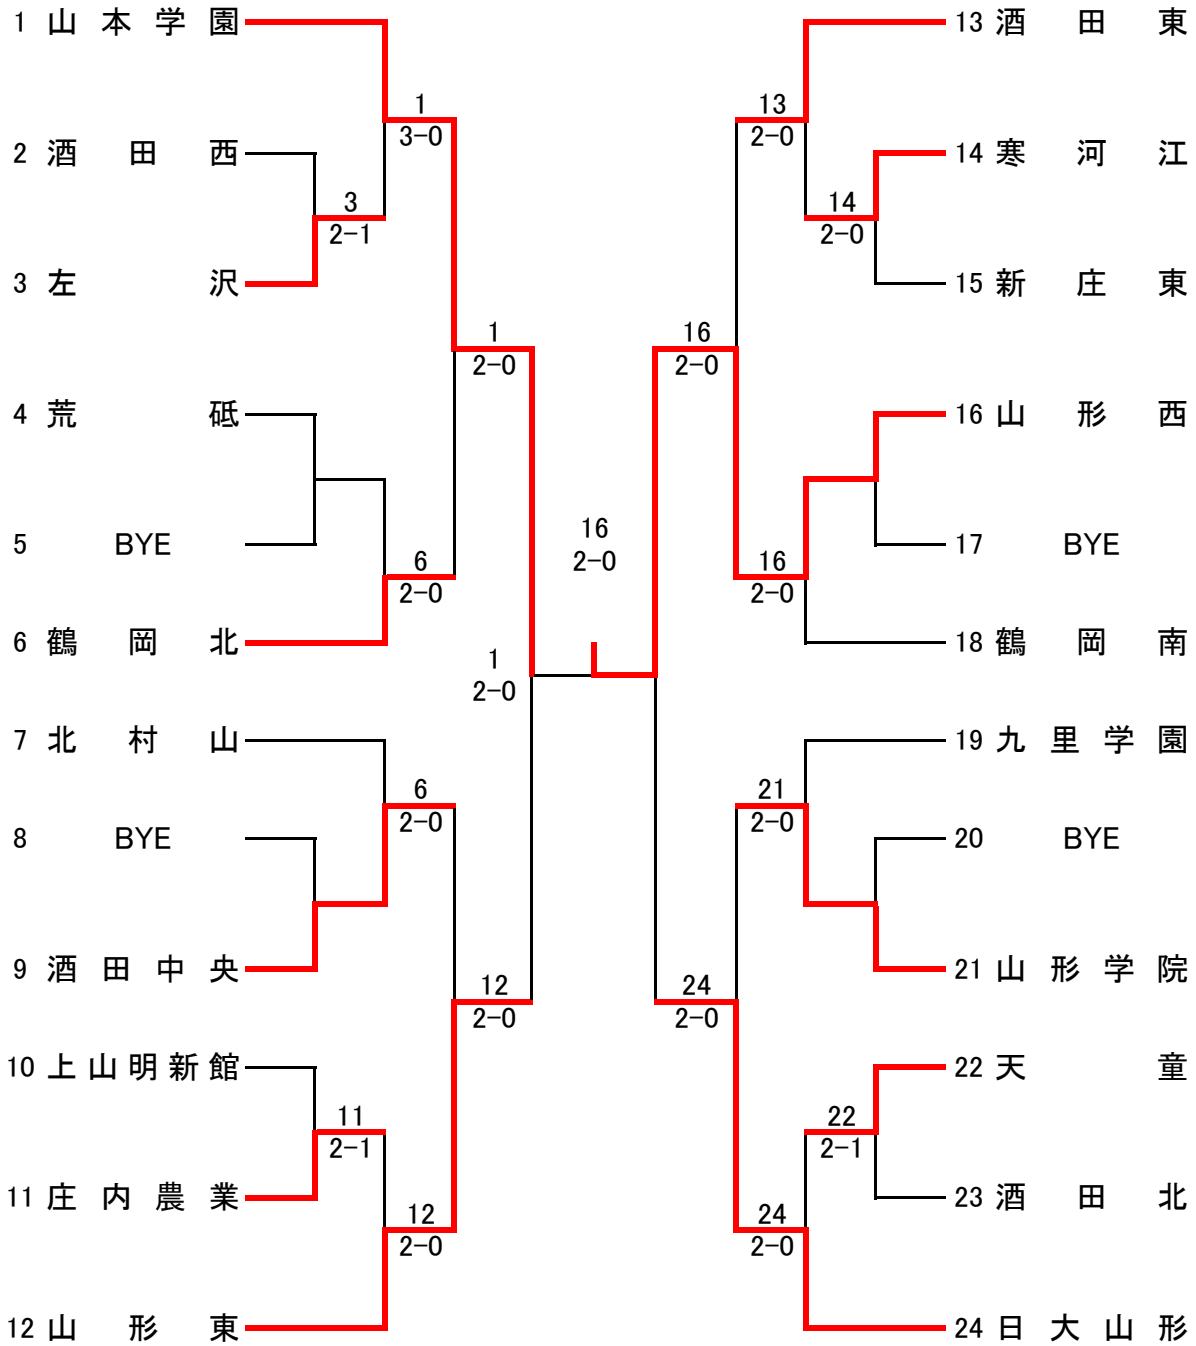 1 山本学園
1
3-0
2 酒田西
3
2-1
3 左沢
1
2-0
4 荒砥
5 BYE
6
2-0
6 鶴岡北
1
2-0
7 北村山
6
2-0
8 BYE
9 酒田中央
12
2-0
10 上山明新館
11
2-1
11 庄内農業
12
2-0
12 山形東
16
2-0
13 酒田東
13
2-0
14 寒河江
14
2-0
15 新庄東
16
2-0
16 山形西
17 BYE
16
2-0
18 鶴岡南
19 九里学園
21
2-0
20 BYE
21 山形学院
24
2-0
22 天童
22
2-1
23 酒田北
24
2-0
24 日大山形